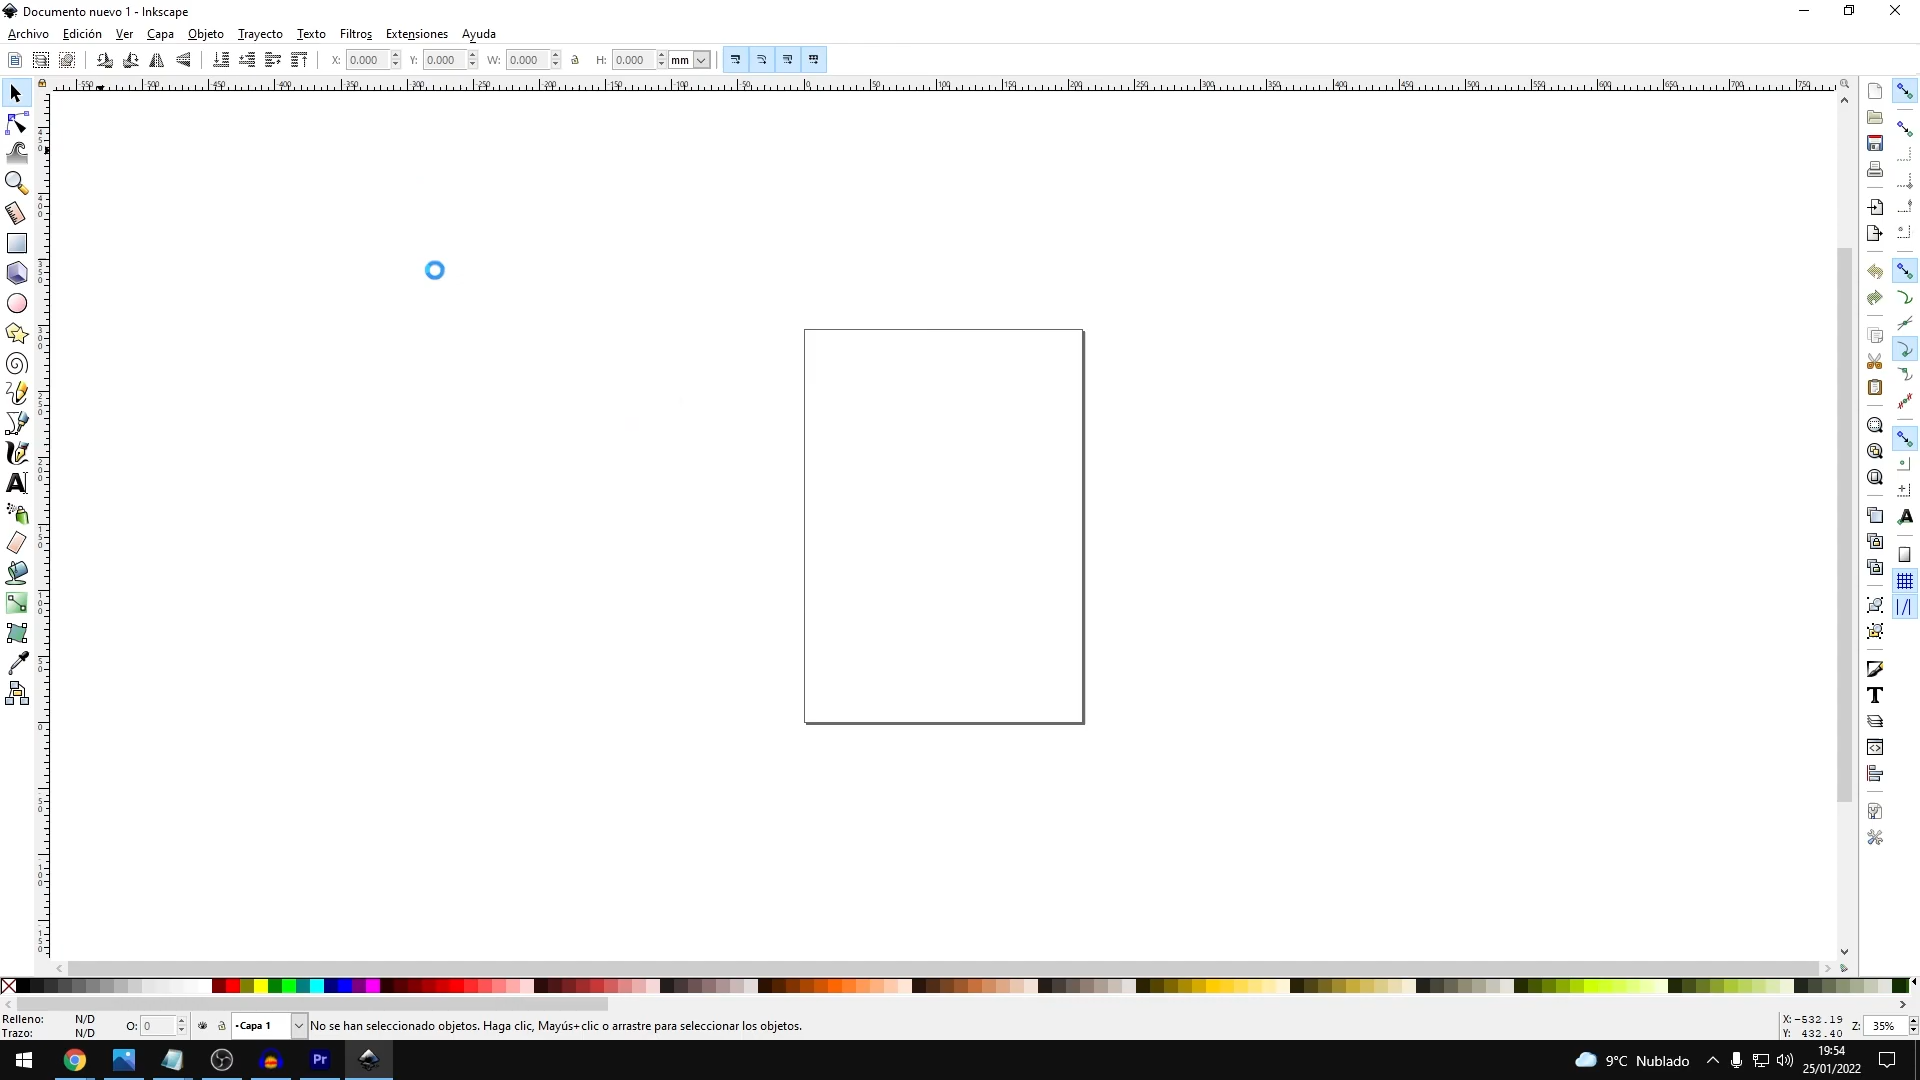 Documento nuevo 1 - Inkscape
Archivo Edición Ver Capa Objeto Trayecto Texto Filtros Extensiones Ayuda
X: 0.000 Y: 0.000 W: 0.000 H: 0.000 mm
Relleno: N/D O: 0 Capa 1 No se han seleccionado objetos. Haga clic, Mayús+clic o arrastre para seleccionar los objetos. X: -532.19 Z: 35%
Trazo: N/D Y: 432.40
Pr 9°C Nublado 19:54
25/01/2022